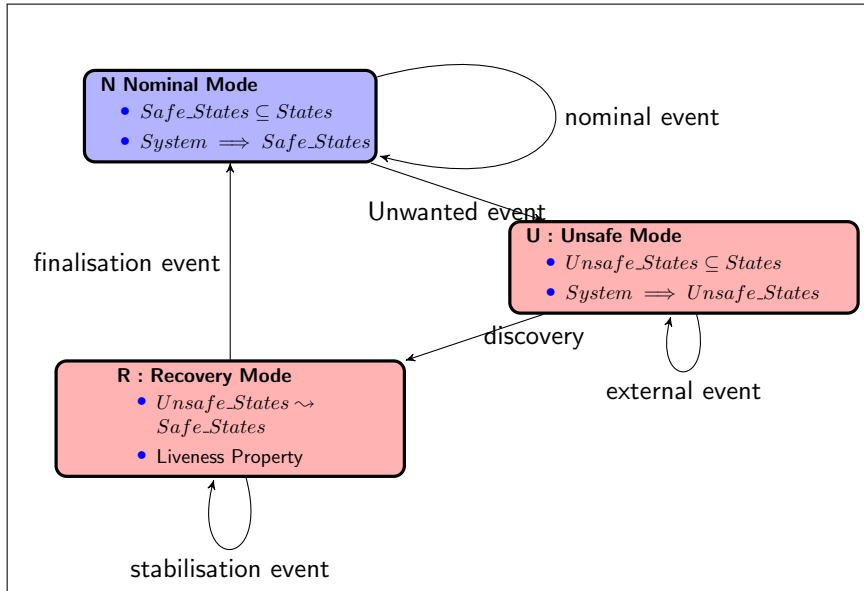 N Nominal Mode
• Safe_States ⊆ States
• System ⟹ Safe_States
nominal event
Unwanted event
U : Unsafe Mode
• Unsafe_States ⊆ States
• System ⟹ Unsafe_States
finalisation event
discovery
external event
R : Recovery Mode
• Unsafe_States ⤳
Safe_States
• Liveness Property
stabilisation event